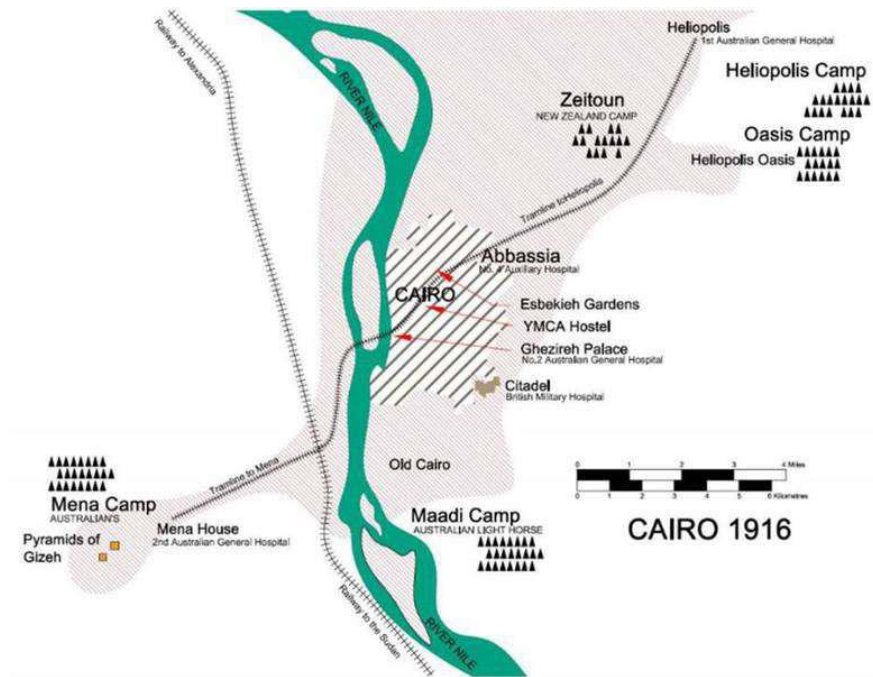 Railway to Alexandria
RIVER NILE
Heliopolis
1st Australian General Hospital
Heliopolis Camp
Zeitoun
NEW ZEALAND CAMP
Oasis Camp
Heliopolis Oasis
Tramline toHeliopolis
Abbassia
No. 4 Auxiliary Hospital
CAIRO
Esbekieh Gardens
YMCA Hostel
Ghezireh Palace
No.2 Australian General Hospital
Citadel
British Military Hospital
Old Cairo
Tramline to Mena
Mena Camp
AUSTRALIAN'S
Mena House
2nd Australian General Hospital
Pyramids of
Gizeh
Maadi Camp
AUSTRALIAN LIGHT HORSE
0 1 2 3 4 Miles
0 1 2 3 4 5 6 Kilometres
CAIRO 1916
Railway to the Sudan
RIVER NILE